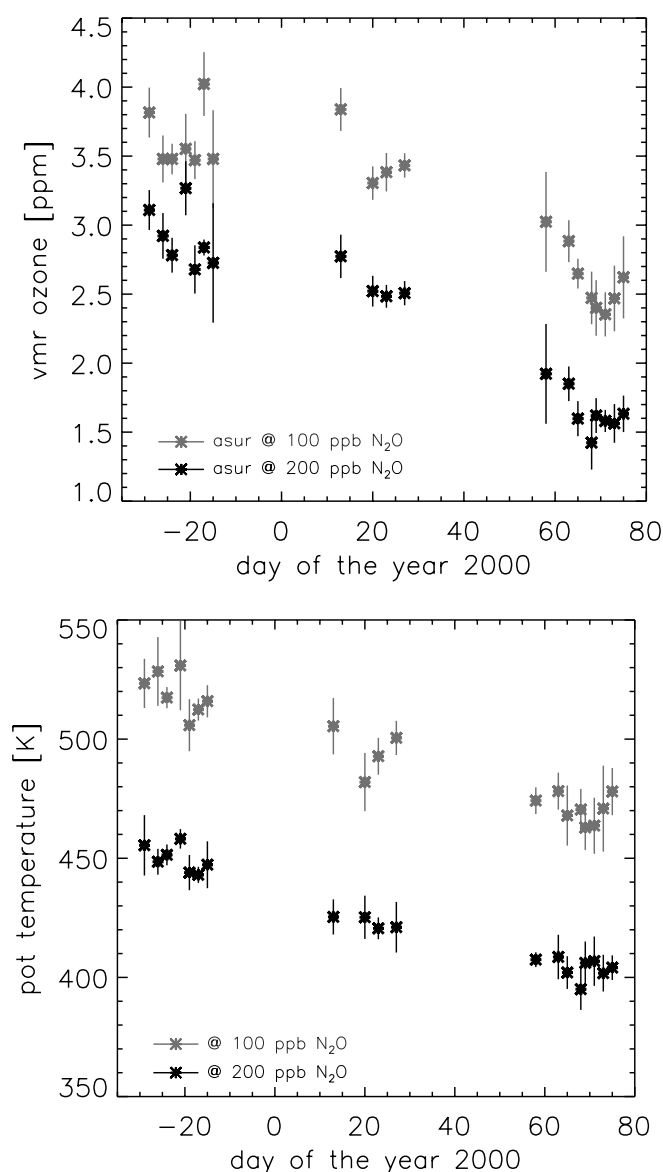 4.5
4.0
3.5
3.0
2.5
2.0
1.5
1.0
vmr ozone [ppm]
asur @ 100 ppb N₂O
asur @ 200 ppb N₂O
−20 0 20 40 60 80
day of the year 2000
550
500
450
400
350
pot temperature [K]
@ 100 ppb N₂O
@ 200 ppb N₂O
−20 0 20 40 60 80
day of the year 2000